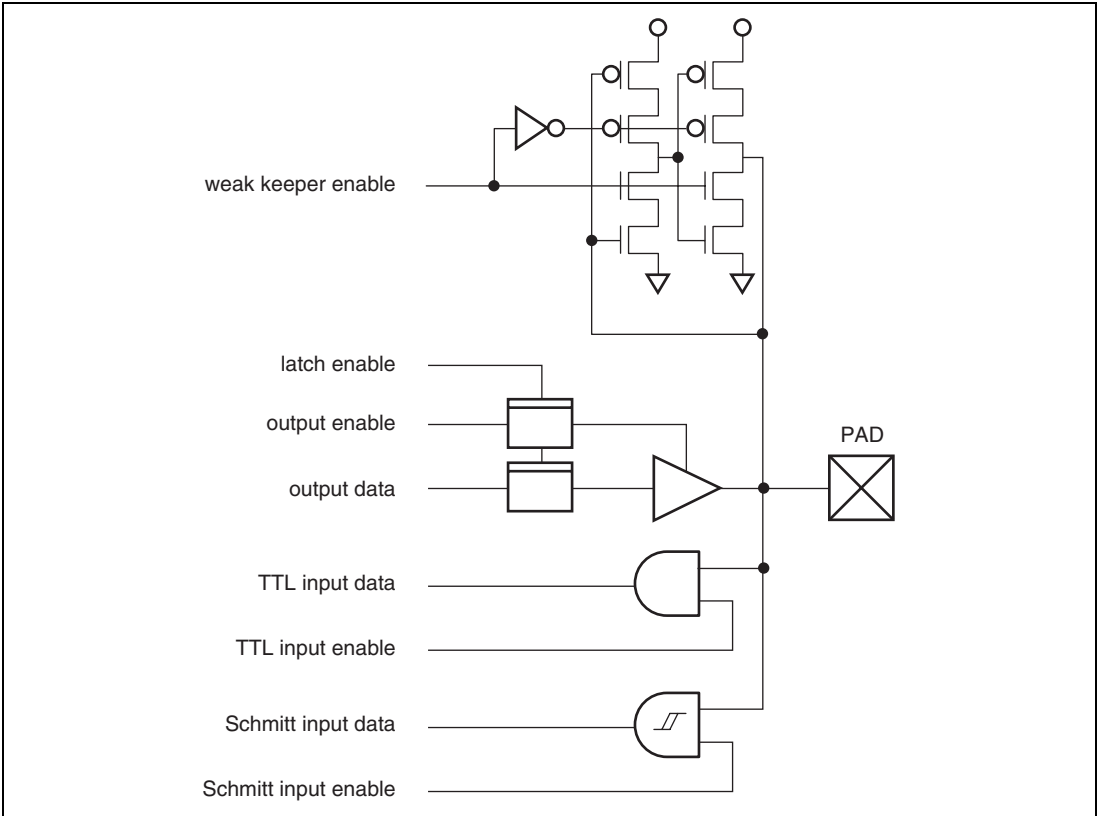 weak keeper enable
latch enable
output enable
PAD
output data
TTL input data
TTL input enable
Schmitt input data
Schmitt input enable